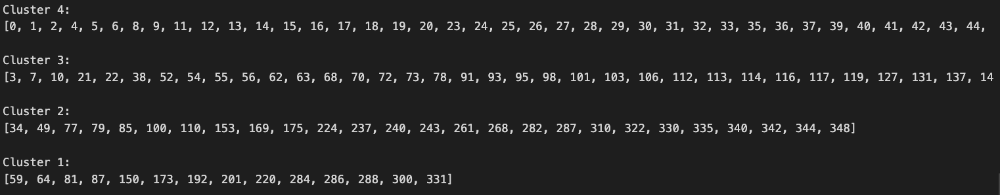 Cluster 4:
[0, 1, 2, 4, 5, 6, 8, 9, 11, 12, 13, 14, 15, 16, 17, 18, 19, 20, 23, 24, 25, 26, 27, 28, 29, 30, 31, 32, 33, 35, 36, 37, 39, 40, 41, 42, 43, 44,
Cluster 3:
[3, 7, 10, 21, 22, 38, 52, 54, 55, 56, 62, 63, 68, 70, 72, 73, 78, 91, 93, 95, 98, 101, 103, 106, 112, 113, 114, 116, 117, 119, 127, 131, 137, 14
Cluster 2:
[34, 49, 77, 79, 85, 100, 110, 153, 169, 175, 224, 237, 240, 243, 261, 268, 282, 287, 310, 322, 330, 335, 340, 342, 344, 348]
Cluster 1:
[59, 64, 81, 87, 150, 173, 192, 201, 220, 284, 286, 288, 300, 331]